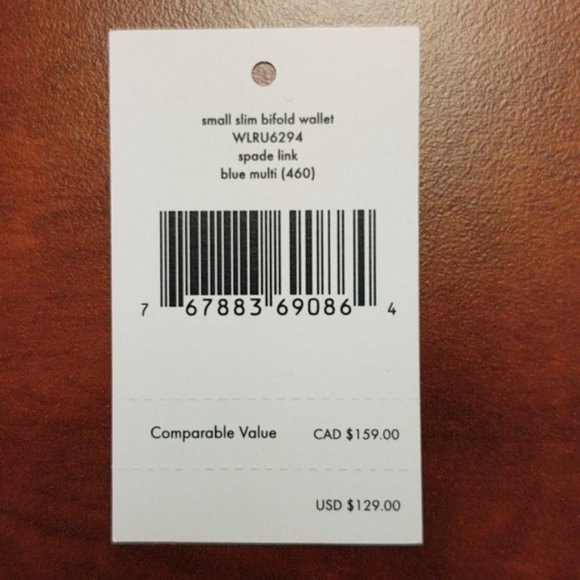 small slim bifold wallet
WLRU6294
spade link
blue multi (460)
7 67883 69086 4
Comparable Value CAD $159.00
USD $129.00